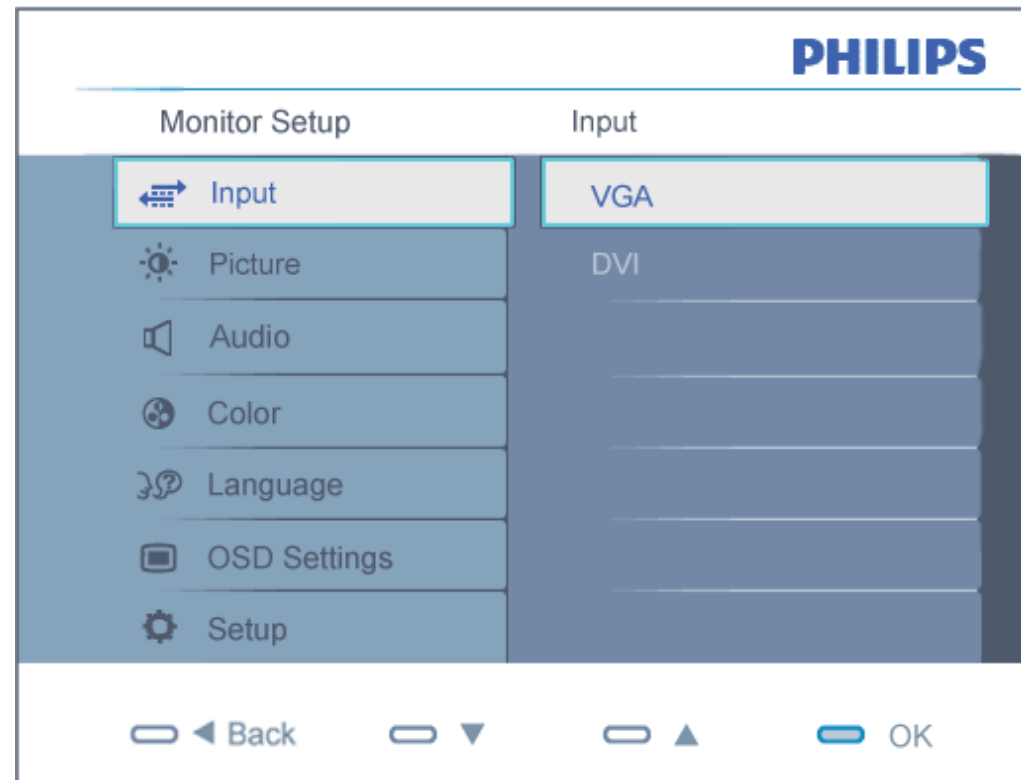 PHILIPS
Monitor Setup
Input
Input
VGA
Picture
DVI
Audio
Color
Language
OSD Settings
Setup
Back
OK